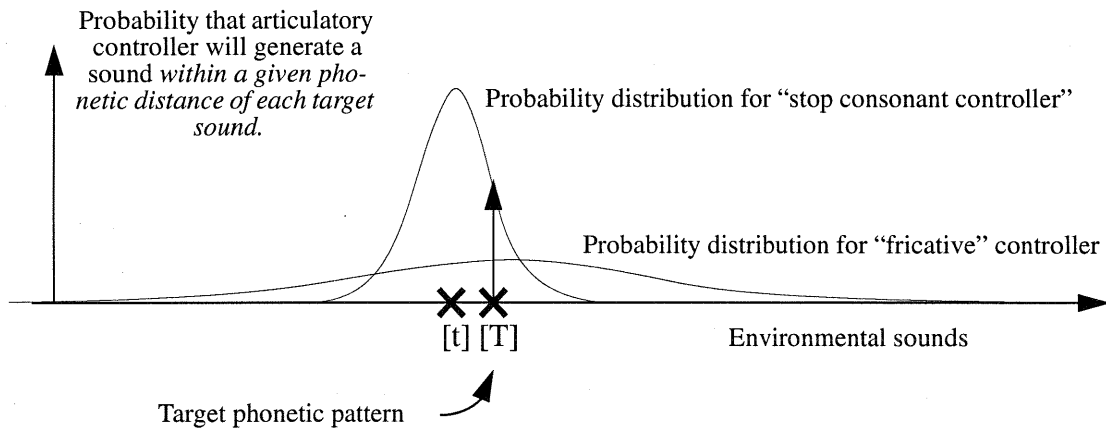 Probability that articulatory
controller will generate a
sound within a given pho-
netic distance of each target
sound.
Probability distribution for “stop consonant controller”
Probability distribution for “fricative” controller
[t] [T]
Environmental sounds
Target phonetic pattern